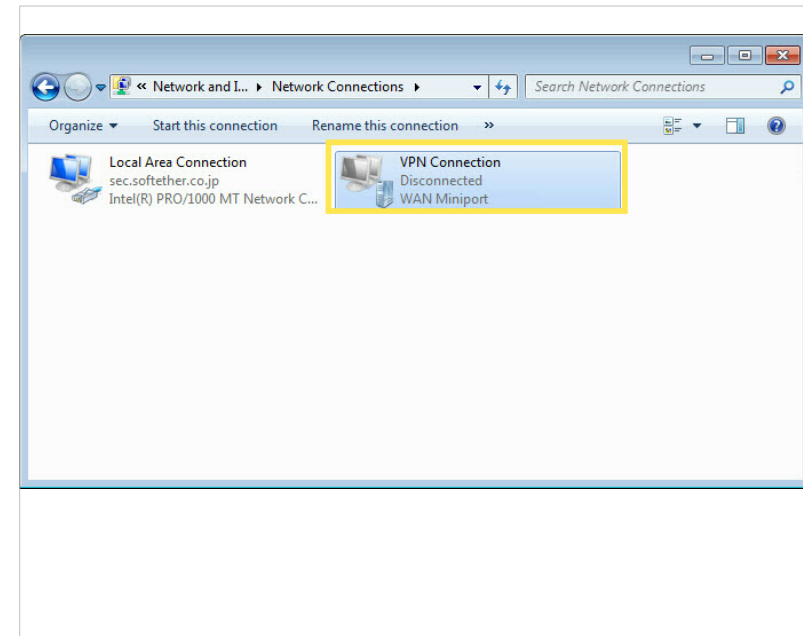 « Network and I... Network Connections Search Network Connections
Organize Start this connection Rename this connection »
Local Area Connection
sec.softether.co.jp
Intel(R) PRO/1000 MT Network C...
VPN Connection
Disconnected
WAN Miniport